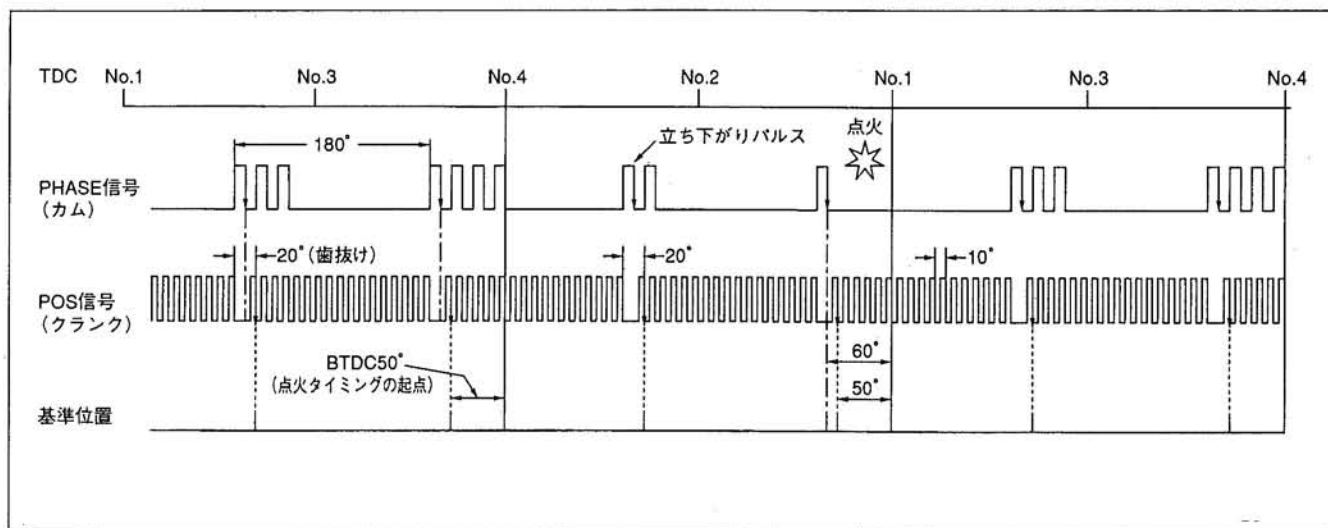 TDC No.1 No.3 No.4 No.2 No.1 No.3 No.4
点火
立ち下がりパルス
180°
PHASE信号
(カム)
20°(歯抜け) 20° 10°
POS信号
(クランク)
60°
BTDC50°
(点火タイミングの起点)
50°
基準位置